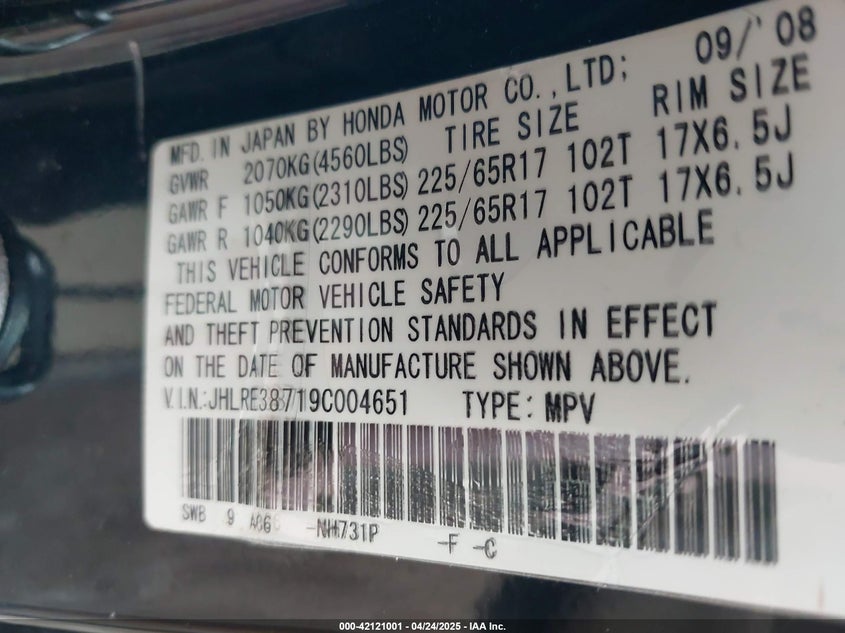 MFD. IN JAPAN BY HONDA MOTOR CO., LTD; 09/'08
GVWR 2070KG(4560LBS) TIRE SIZE RIM SIZE
GAWR F 1050KG(2310LBS) 225/65R17 102T 17X6.5J
GAWR R 1040KG(2290LBS) 225/65R17 102T 17X6.5J
THIS VEHICLE CONFORMS TO ALL APPLICABLE
FEDERAL MOTOR VEHICLE SAFETY
AND THEFT PREVENTION STANDARDS IN EFFECT
ON THE DATE OF MANUFACTURE SHOWN ABOVE.
V.I.N.:JHLRE38719C004651 TYPE: MPV
SWB 9 -NH731P -F -C
000-42121001 | 04/24/2025 - IAA Inc.